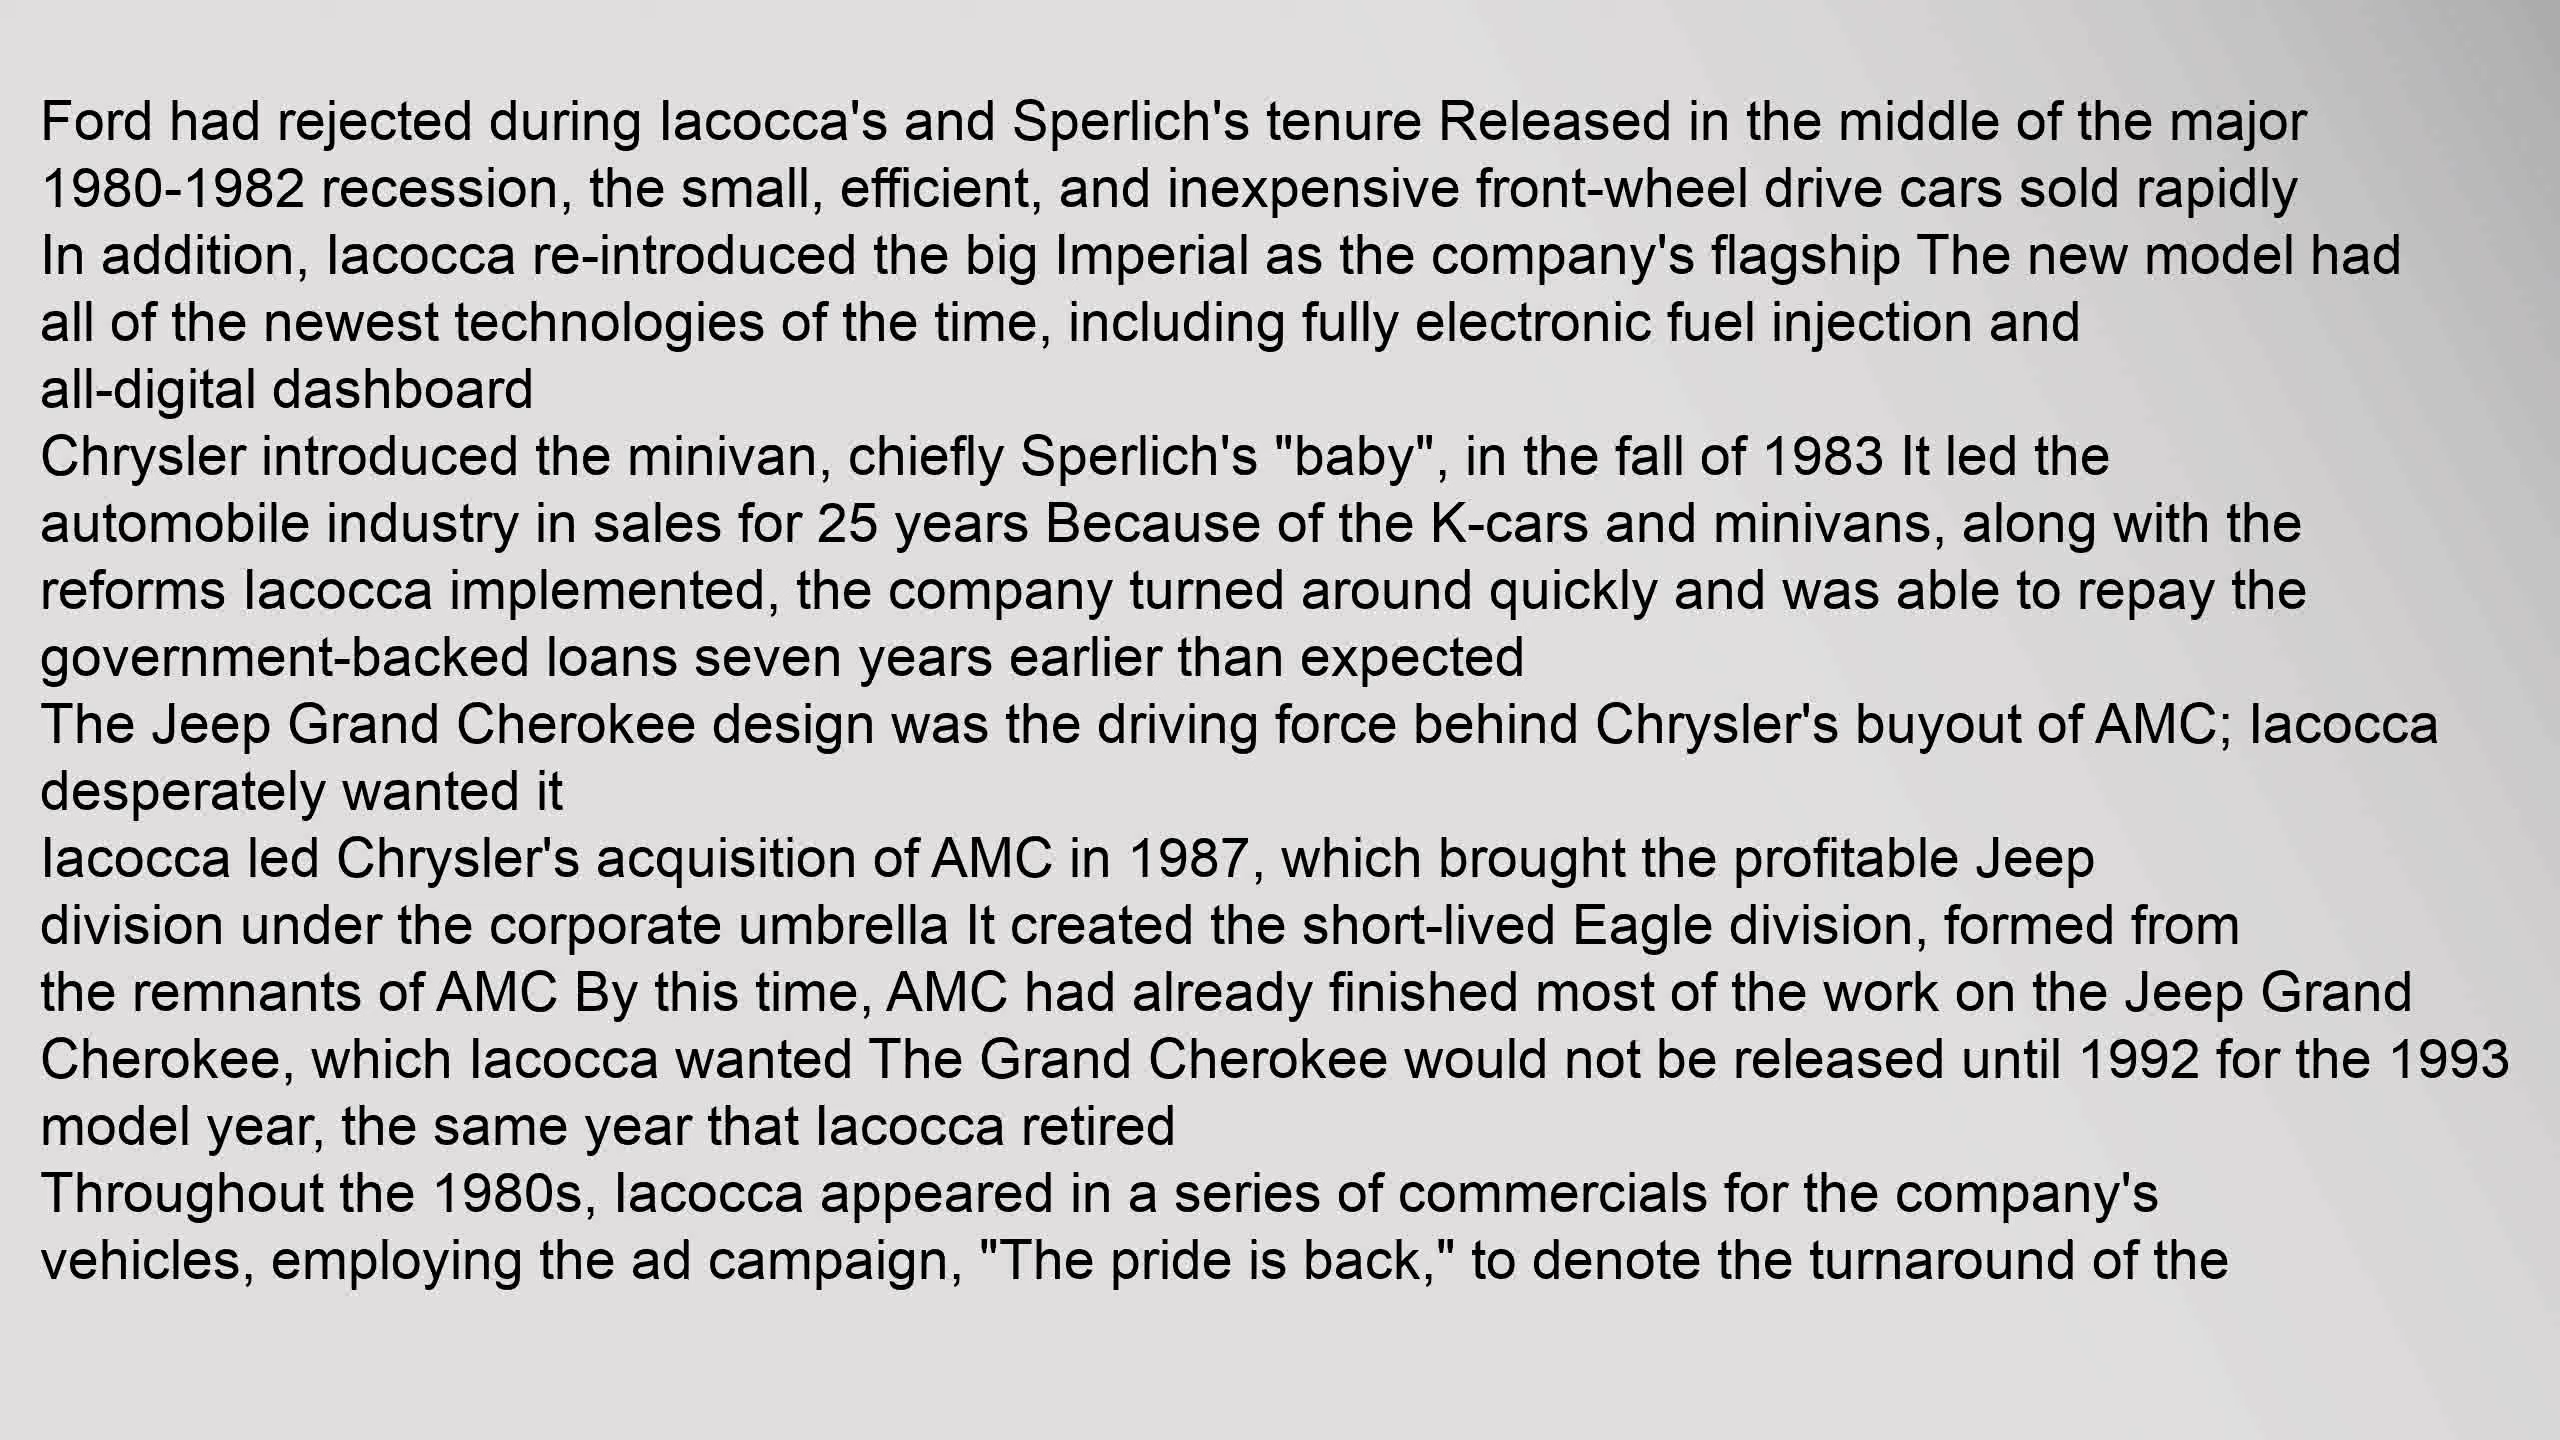 Ford had rejected during Iacocca's and Sperlich's tenure Released in the middle of the major
1980-1982 recession, the small, efficient, and inexpensive front-wheel drive cars sold rapidly
In addition, Iacocca re-introduced the big Imperial as the company's flagship The new model had
all of the newest technologies of the time, including fully electronic fuel injection and
all-digital dashboard
Chrysler introduced the minivan, chiefly Sperlich's "baby", in the fall of 1983 It led the
automobile industry in sales for 25 years Because of the K-cars and minivans, along with the
reforms Iacocca implemented, the company turned around quickly and was able to repay the
government-backed loans seven years earlier than expected
The Jeep Grand Cherokee design was the driving force behind Chrysler's buyout of AMC; Iacocca
desperately wanted it
Iacocca led Chrysler's acquisition of AMC in 1987, which brought the profitable Jeep
division under the corporate umbrella It created the short-lived Eagle division, formed from
the remnants of AMC By this time, AMC had already finished most of the work on the Jeep Grand
Cherokee, which Iacocca wanted The Grand Cherokee would not be released until 1992 for the 1993
model year, the same year that Iacocca retired
Throughout the 1980s, Iacocca appeared in a series of commercials for the company's
vehicles, employing the ad campaign, "The pride is back," to denote the turnaround of the